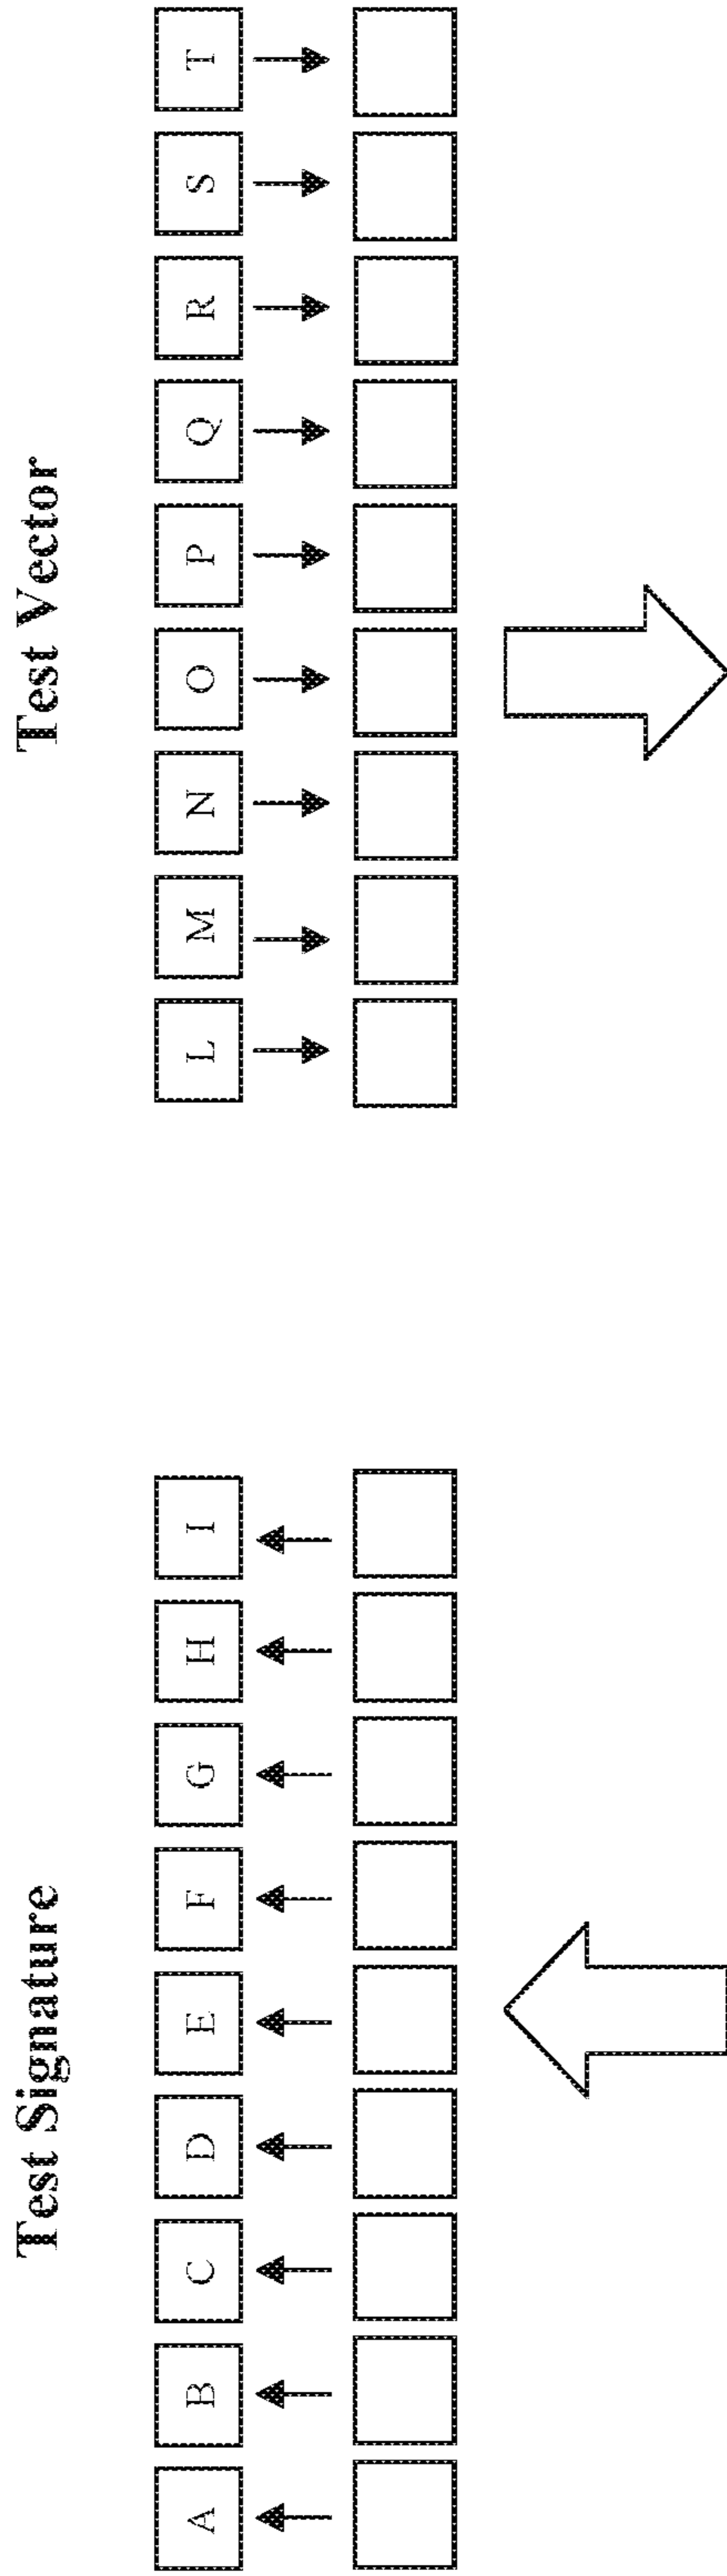 Test Signature
A B C D E F G H I
Test Vector
L M N O P Q R S T